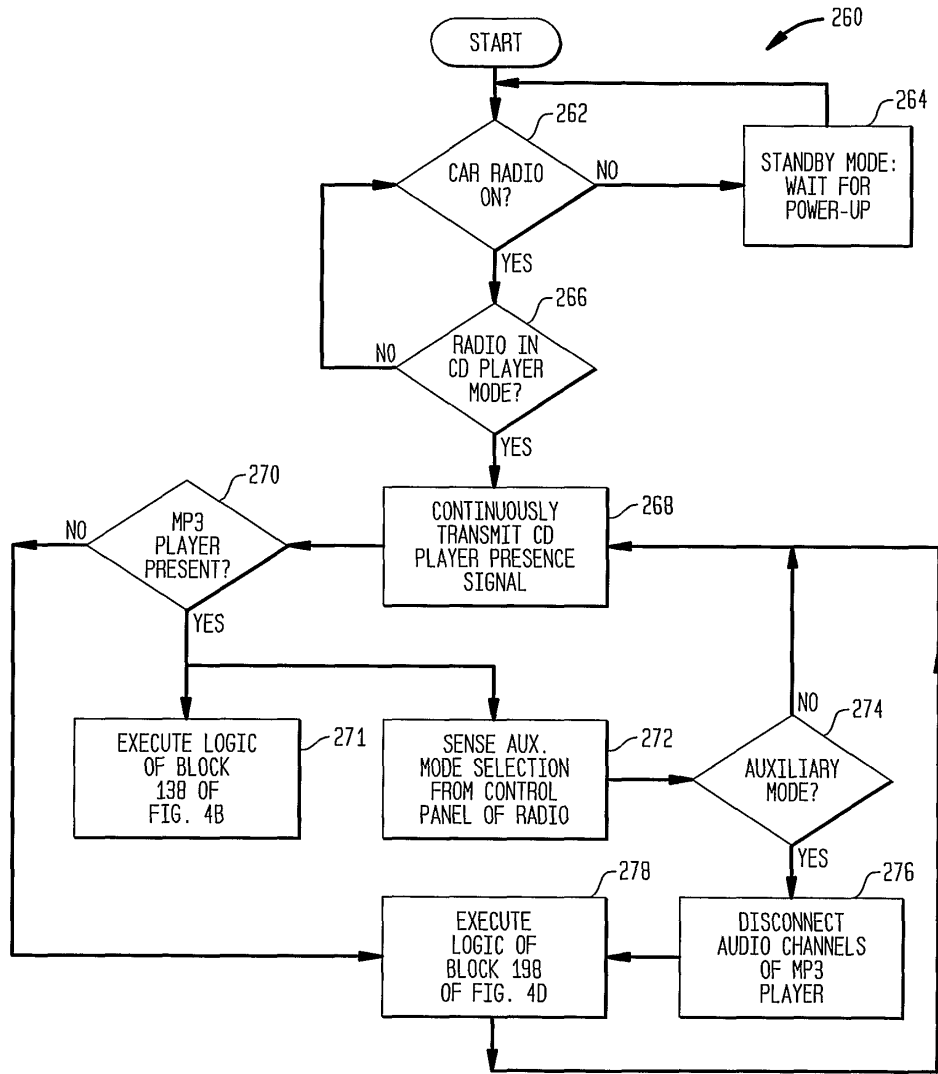 260
START
262
264
CAR RADIO
ON?
NO
STANDBY MODE:
WAIT FOR
POWER-UP
YES
266
RADIO IN
CD PLAYER
MODE?
NO
YES
270
268
NO
MP3
PLAYER
PRESENT?
CONTINUOUSLY
TRANSMIT CD
PLAYER PRESENCE
SIGNAL
YES
271
EXECUTE LOGIC
OF BLOCK
138 OF
FIG. 4B
272
SENSE AUX.
MODE SELECTION
FROM CONTROL
PANEL OF RADIO
NO
274
AUXILIARY
MODE?
YES
278
276
EXECUTE
LOGIC OF
BLOCK 198
OF FIG. 4D
DISCONNECT
AUDIO CHANNELS
OF MP3
PLAYER